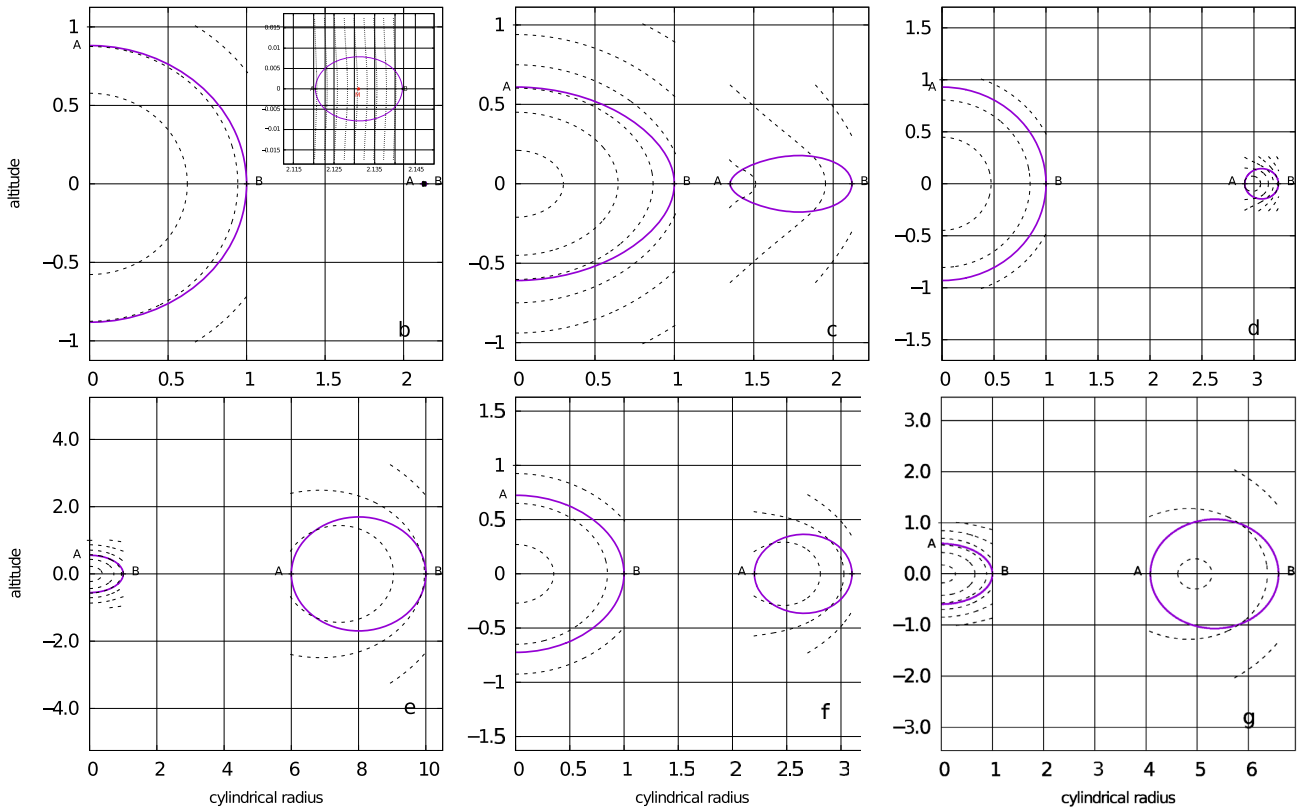 1
0.5
0
−0.5
−1
A
B
A
B
0.015
0.01
0.005
0
−0.005
−0.01
−0.015
A
B
2.115
2.125
2.135
2.145
b
0
0.5
1
1.5
2
altitude
1
0.5
0
−0.5
−1
A
B
A
B
c
0
0.5
1
1.5
2
1.5
1
0.5
0
−0.5
−1
−1.5
A
B
A
B
d
0
0.5
1
1.5
2
2.5
3
4.0
2.0
0.0
−2.0
−4.0
A
B
A
B
e
0
2
4
6
8
10
altitude
cylindrical radius
1.5
1
0.5
0
−0.5
−1
−1.5
A
B
A
B
f
0
0.5
1
1.5
2
2.5
3
cylindrical radius
3.0
2.0
1.0
0.0
−1.0
−2.0
−3.0
A
B
A
B
g
0
1
2
3
4
5
6
cylindrical radius